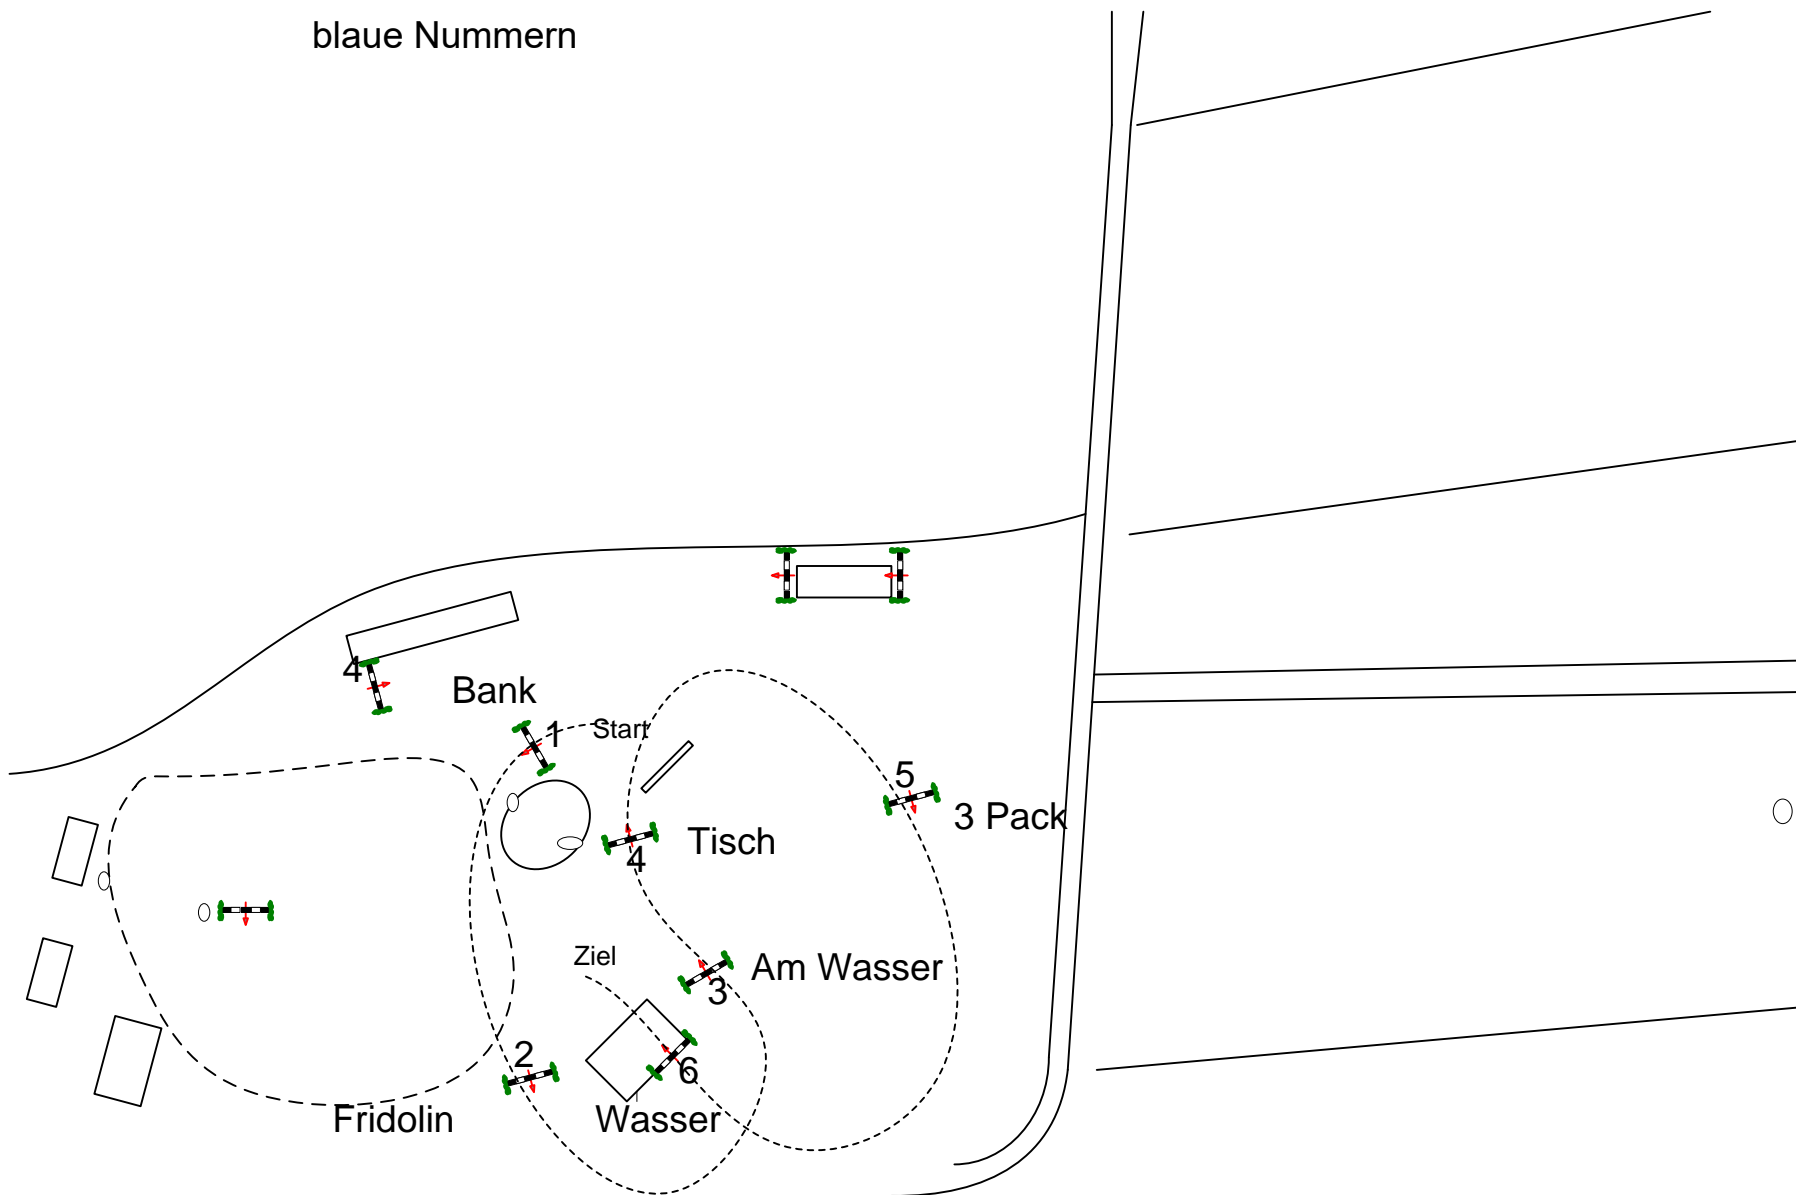 blaue Nummern
4
Bank
1
Start
5
3 Pack
Tisch
4
Ziel
Am Wasser
3
2
6
Fridolin
Wasser